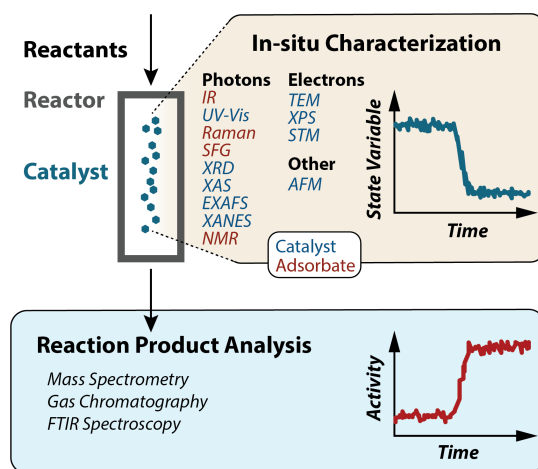 Reactants
Reactor
Catalyst
In-situ Characterization
Photons
IR
UV-Vis
Raman
SFG
XRD
XAS
EXAFS
XANES
NMR
Electrons
TEM
XPS
STM
Other
AFM
State Variable
Time
Catalyst
Adsorbate
Reaction Product Analysis
Mass Spectrometry
Gas Chromatography
FTIR Spectroscopy
Activity
Time